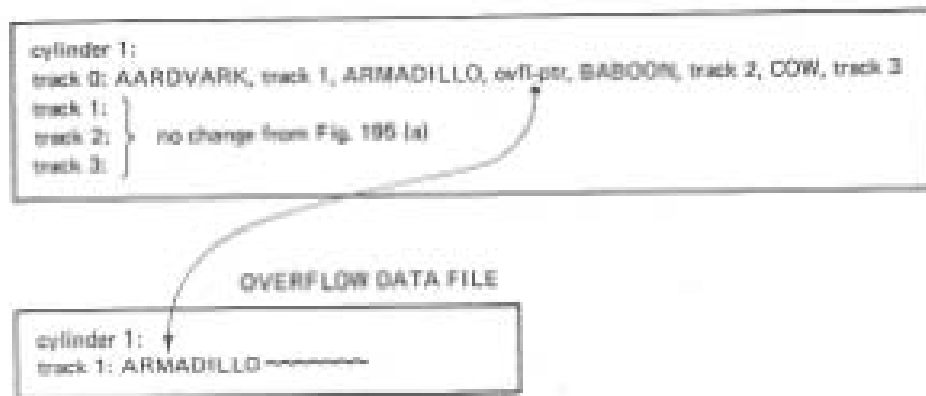 cylinder 1:
track 0: AARDVARK, track 1, ARMADILLO, ovfl-ptr, BABOON, track 2, COW, track 3
track 1:
track 2: no change from Fig. 195 (a)
track 3:
OVERFLOW DATA FILE
cylinder 1:
track 1: ARMADILLO